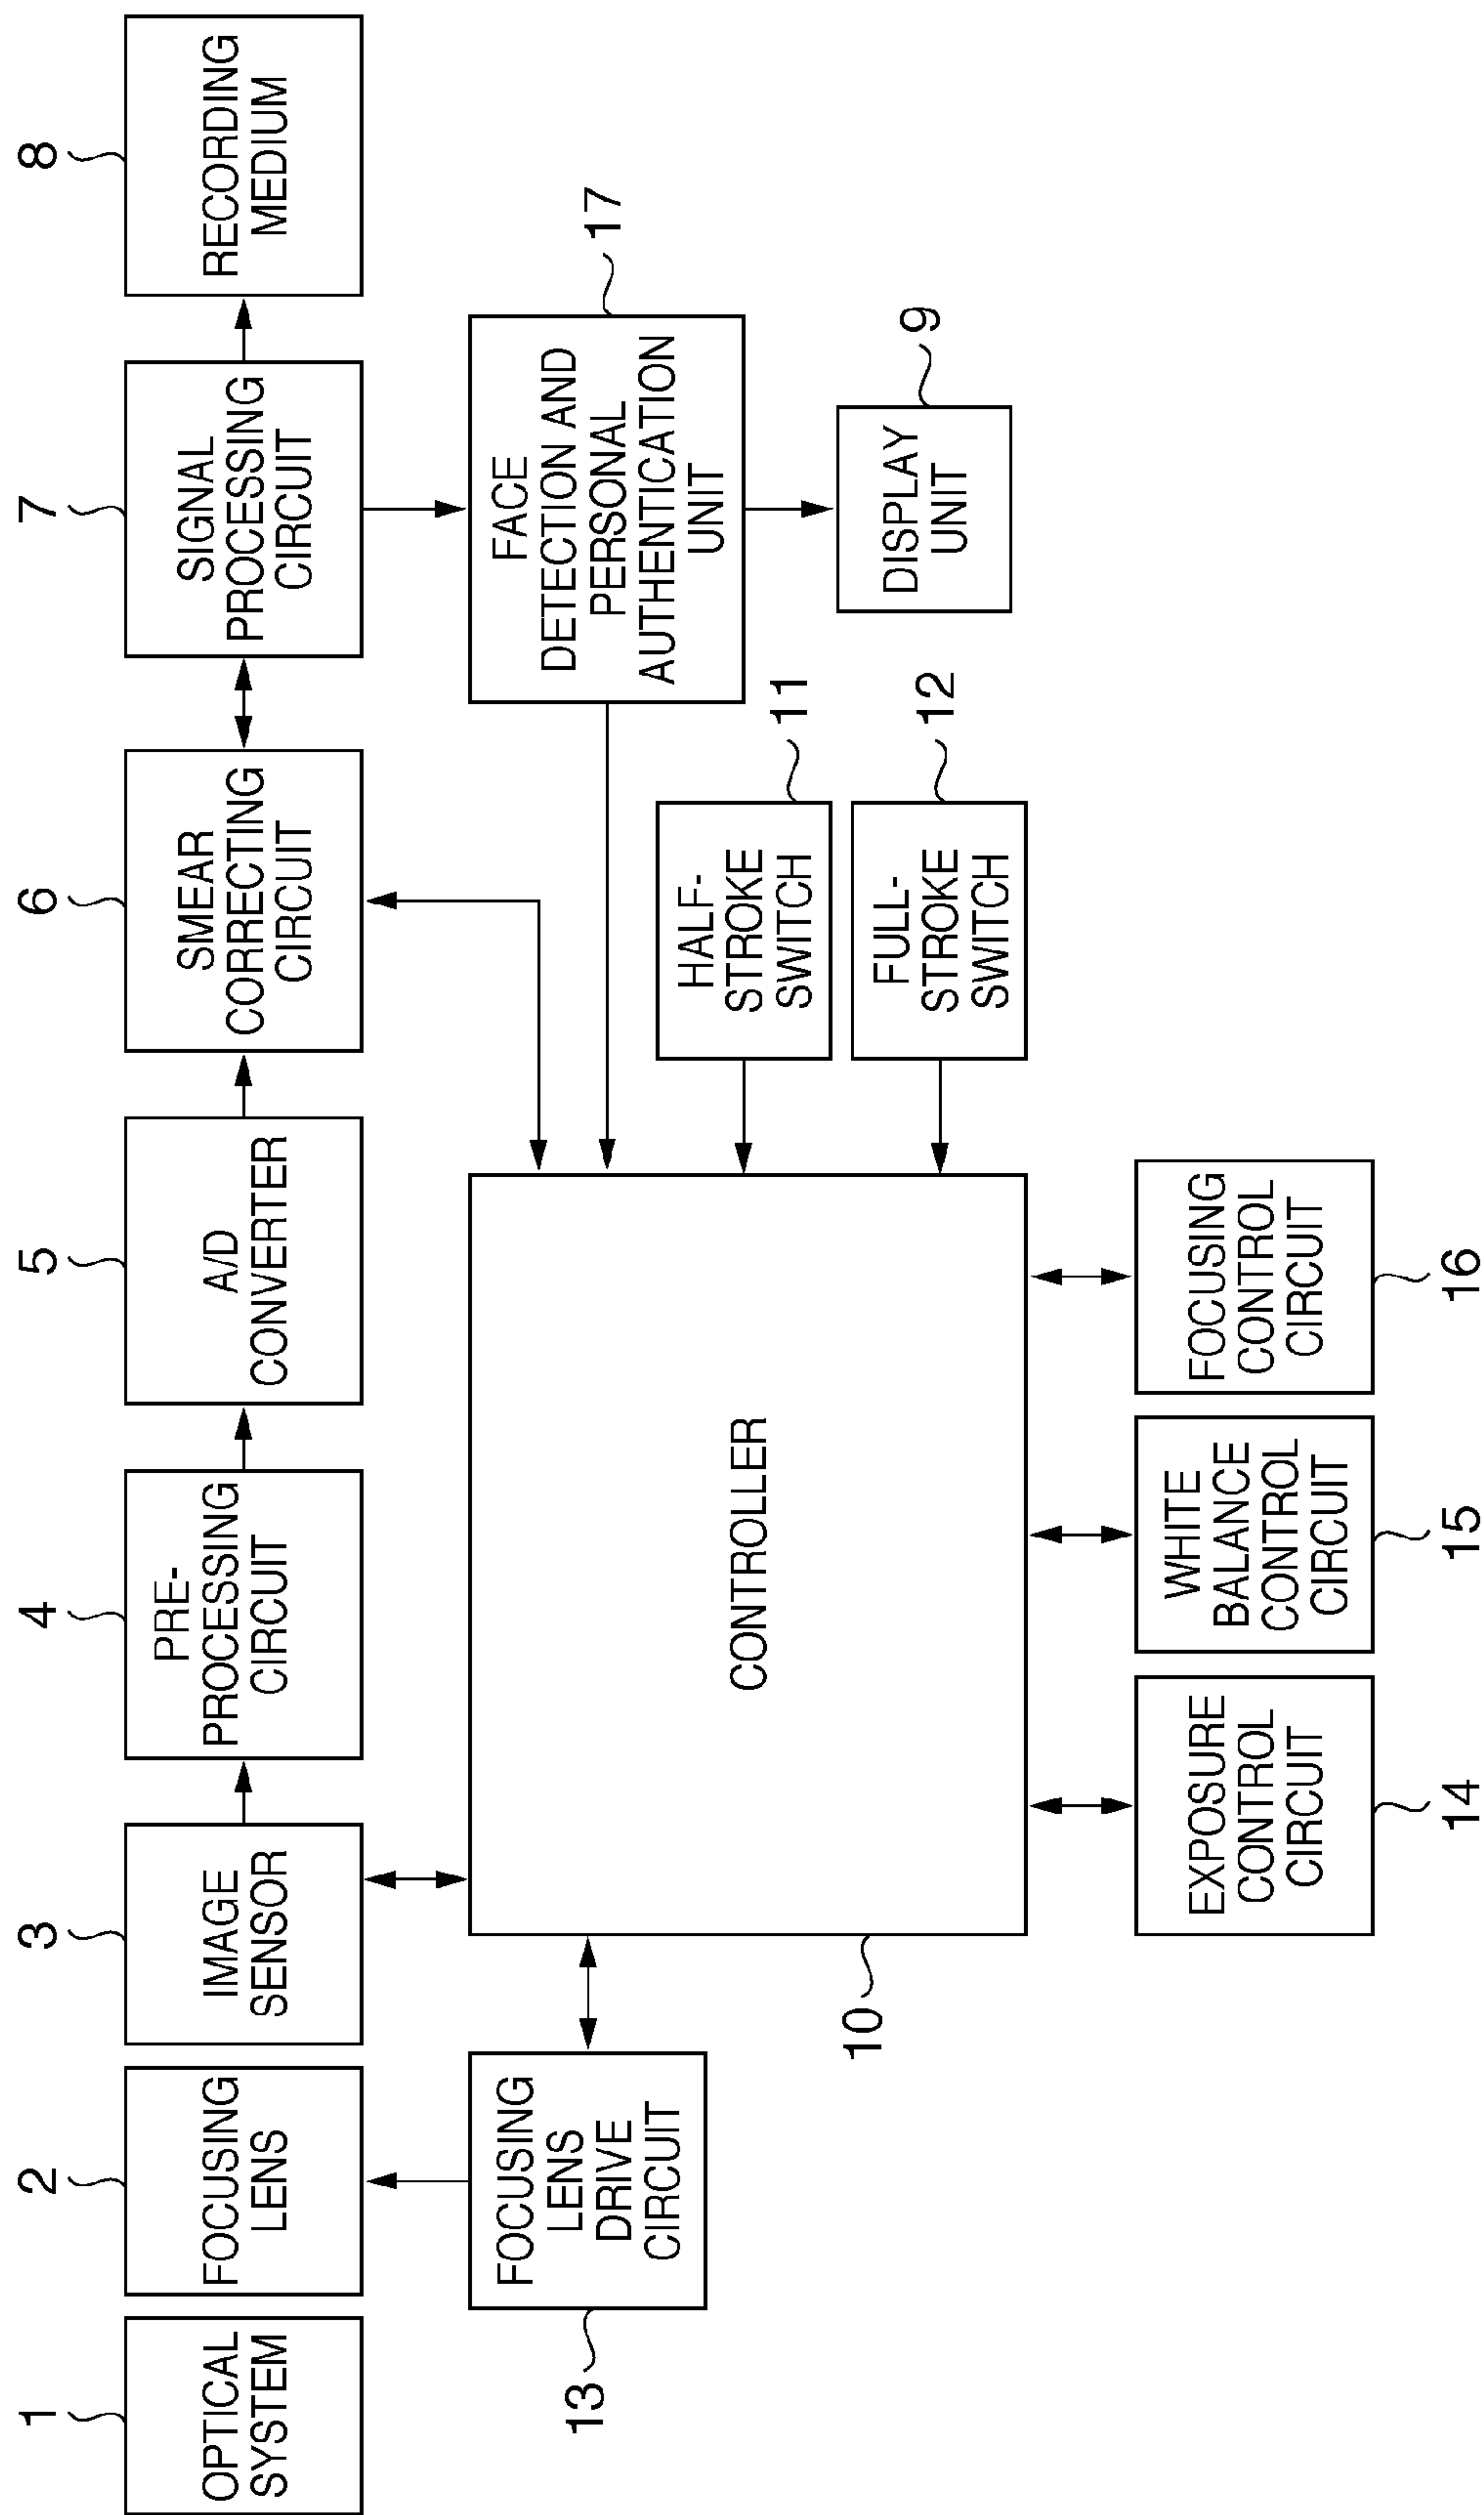 1
2
3
4
5
6
7
8
OPTICAL
SYSTEM
FOCUSING
LENS
IMAGE
SENSOR
PRE-
PROCESSING
CIRCUIT
A/D
CONVERTER
SMEAR
CORRECTING
CIRCUIT
SIGNAL
PROCESSING
CIRCUIT
RECORDING
MEDIUM
FOCUSING
LENS
DRIVE
CIRCUIT
13
CONTROLLER
10
FACE
DETECTION AND
PERSONAL
AUTHENTICATION
UNIT
17
HALF-
STROKE
SWITCH
11
FULL-
STROKE
SWITCH
12
DISPLAY
UNIT
9
EXPOSURE
CONTROL
CIRCUIT
14
WHITE
BALANCE
CONTROL
CIRCUIT
15
FOCUSING
CONTROL
CIRCUIT
16